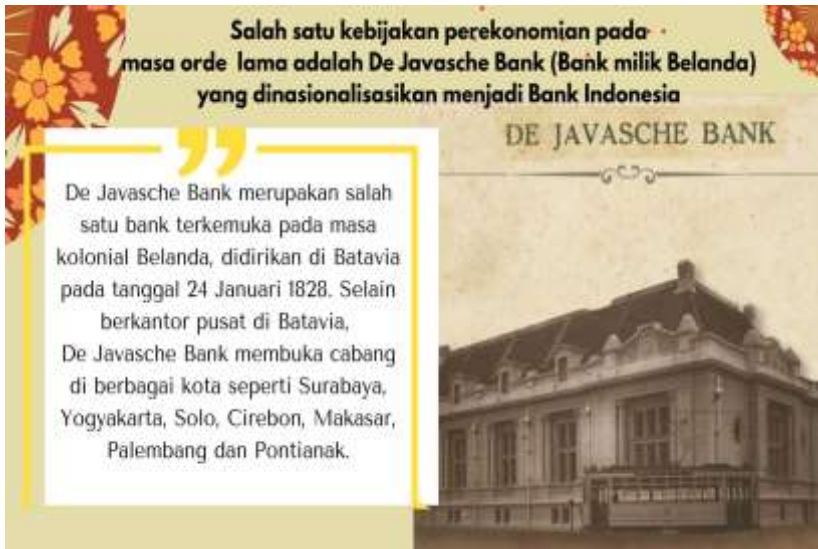 Salah satu kebijakan perekonomian pada
masa orde lama adalah De Javasche Bank (Bank milik Belanda)
yang dinasionalisasikan menjadi Bank Indonesia
DE JAVASCHE BANK
De Javasche Bank merupakan salah
satu bank terkemuka pada masa
kolonial Belanda, didirikan di Batavia
pada tanggal 24 Januari 1828. Selain
berkantor pusat di Batavia,
De Javasche Bank membuka cabang
di berbagai kota seperti Surabaya,
Yogyakarta, Solo, Cirebon, Makasar,
Palembang dan Pontianak.